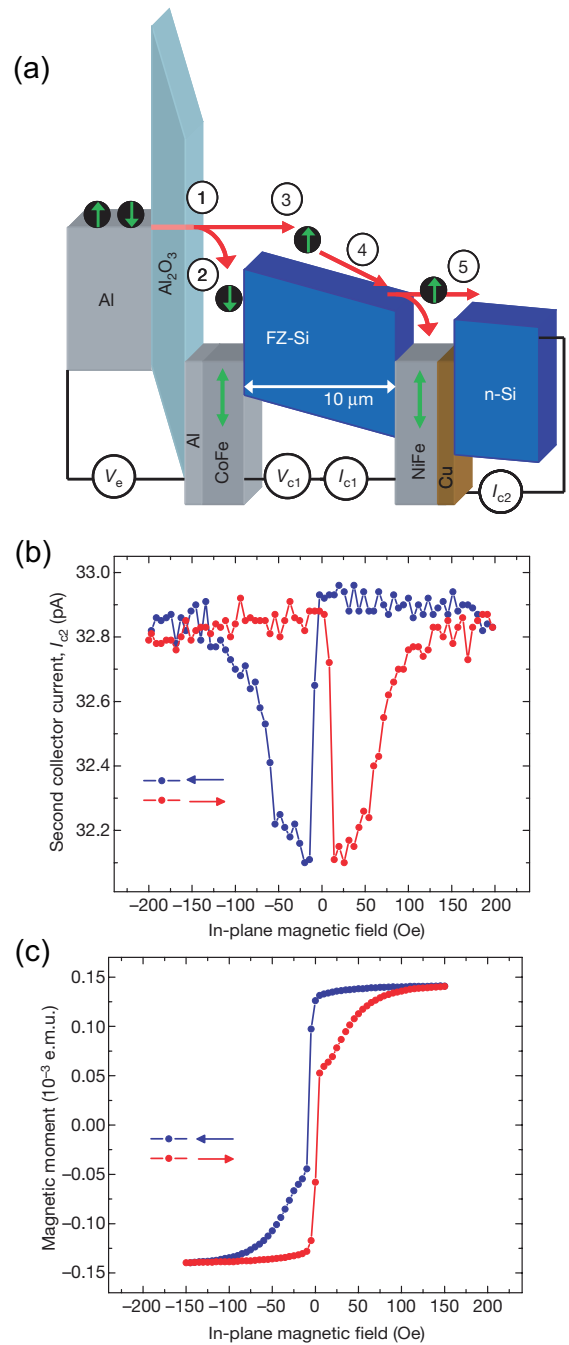 (a)
1
3
4
5
2
Al
Al₂O₃
FZ-Si
n-Si
10 μm
Al
CoFe
NiFe
Cu
Vₑ
V_c1
I_c1
I_c2
(b)
33.0
32.8
32.6
32.4
32.2
Second collector current, I_c2 (pA)
−200 −150 −100 −50 0 50 100 150 200
In-plane magnetic field (Oe)
(c)
0.15
0.10
0.05
0.00
−0.05
−0.10
−0.15
Magnetic moment (10⁻³ e.m.u.)
−200 −150 −100 −50 0 50 100 150 200
In-plane magnetic field (Oe)